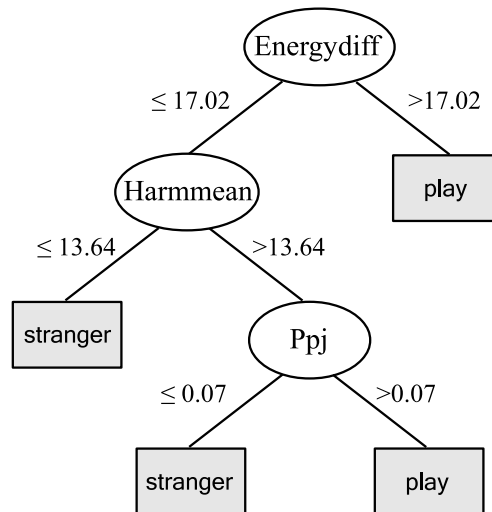 Energydiff
≤ 17.02
>17.02
Harmmean
play
≤ 13.64
>13.64
stranger
Ppj
≤ 0.07
>0.07
stranger
play